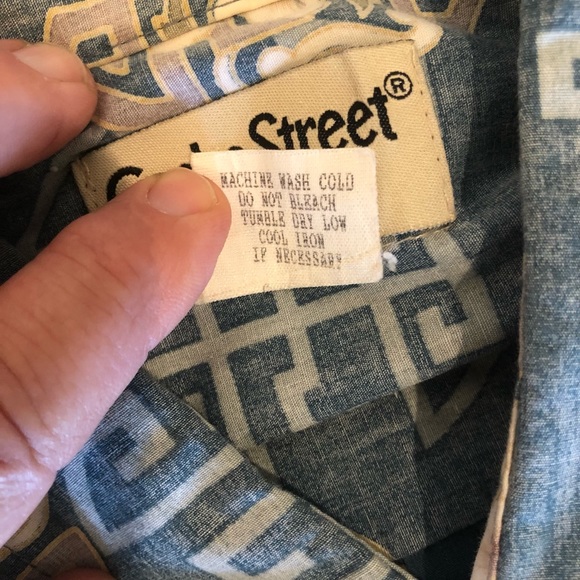 Street®
MACHINE WASH COLD
DO NOT BLEACH
TUMBLE DRY LOW
COOL IRON
IF NECESSARY